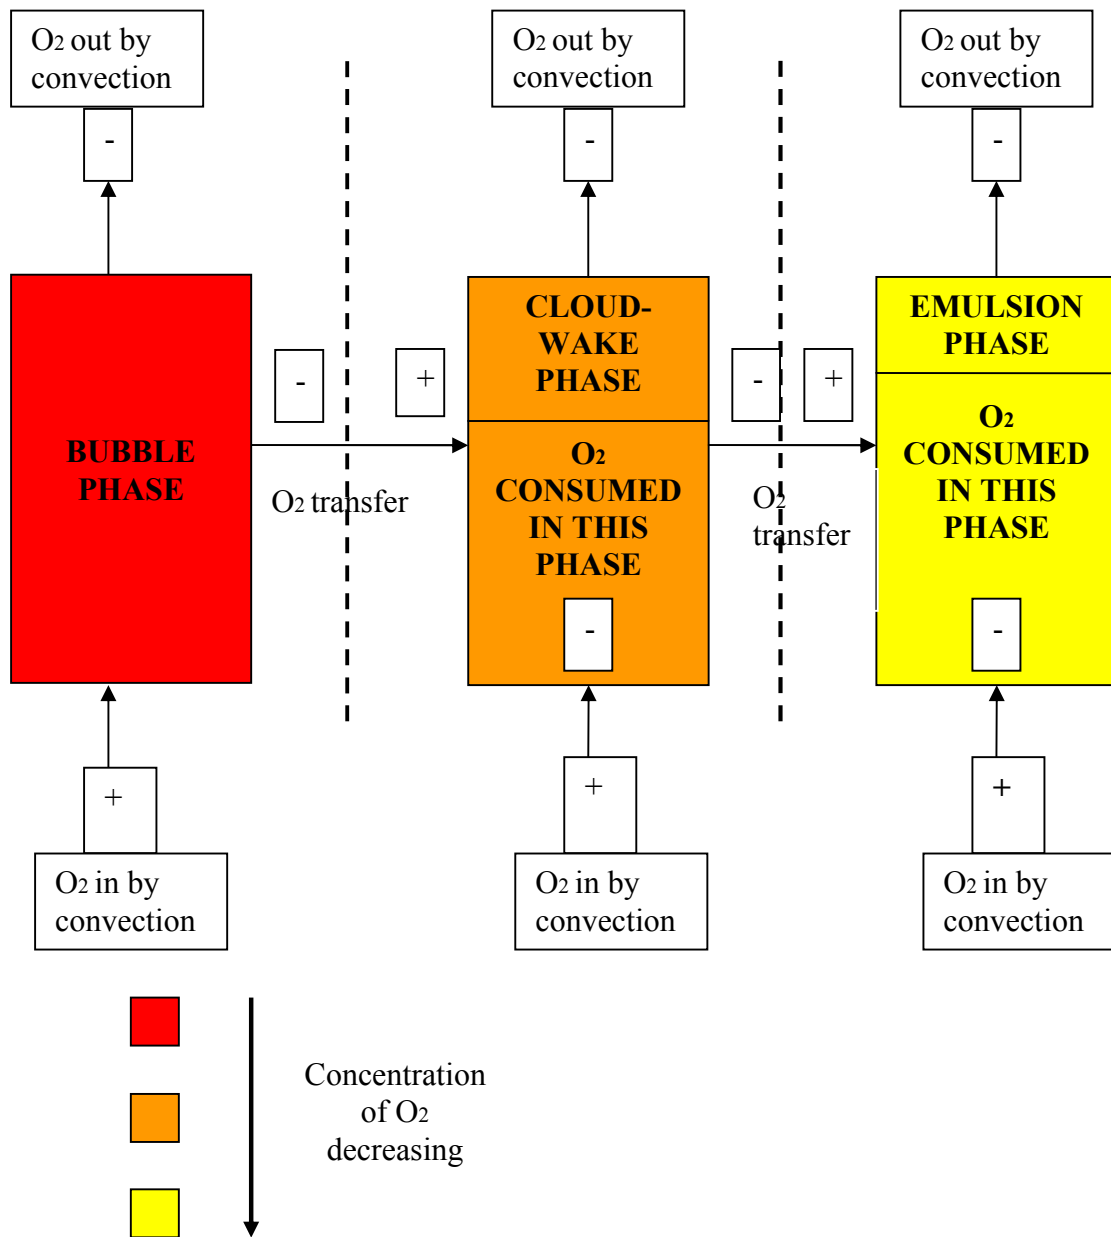 O2 out by
convection
O2 out by
convection
O2 out by
convection
-
-
-
BUBBLE
PHASE
-
+
O2 transfer
CLOUD-
WAKE
PHASE
O2
CONSUMED
IN THIS
PHASE
-
-
+
O2
transfer
EMULSION
PHASE
O2
CONSUMED
IN THIS
PHASE
-
+
+
+
O2 in by
convection
O2 in by
convection
O2 in by
convection
Concentration
of O2
decreasing